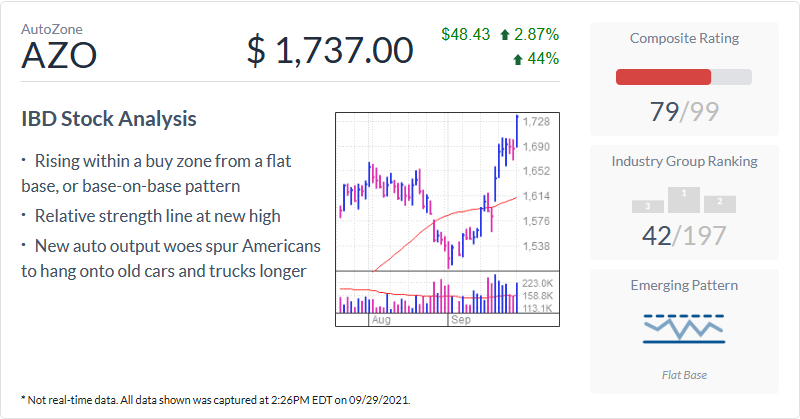 AutoZone
AZO
$ 1,737.00
$48.43 2.87%
44%
IBD Stock Analysis
• Rising within a buy zone from a flat
base, or base-on-base pattern
• Relative strength line at new high
• New auto output woes spur Americans
to hang onto old cars and trucks longer
1,728
1,690
1,652
1,614
1,576
1,538
223.0K
158.8K
113.1K
Aug
Sep
Composite Rating
79/99
Industry Group Ranking
3 1 2
42/197
Emerging Pattern
Flat Base
* Not real-time data. All data shown was captured at 2:26PM EDT on 09/29/2021.